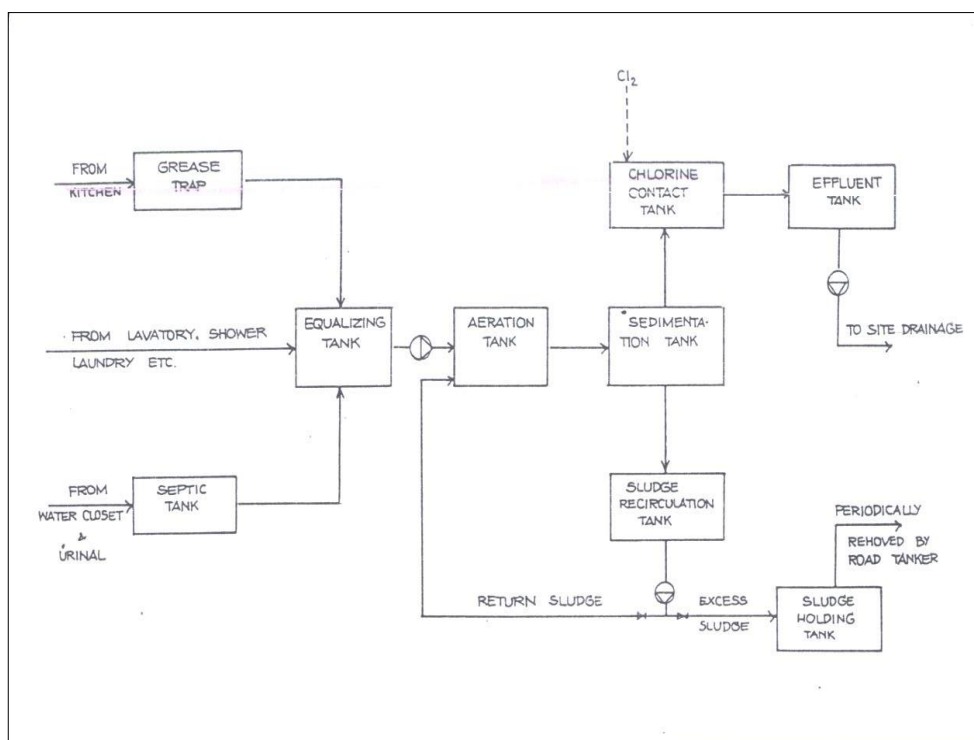 Cl2
FROM
KITCHEN
GREASE
TRAP
CHLORINE
CONTACT
TANK
EFFLUENT
TANK
FROM LAVATORY, SHOWER
LAUNDRY ETC.
EQUALIZING
TANK
AERATION
TANK
SEDIMENTA-
TION TANK
TO SITE DRAINAGE
FROM
WATER CLOSET
&
URINAL
SEPTIC
TANK
SLUDGE
RECIRCULATION
TANK
PERIODICALLY
REHOVED BY
ROAD TANKER
RETURN SLUDGE
EXCESS
SLUDGE
SLUDGE
HOLDING
TANK